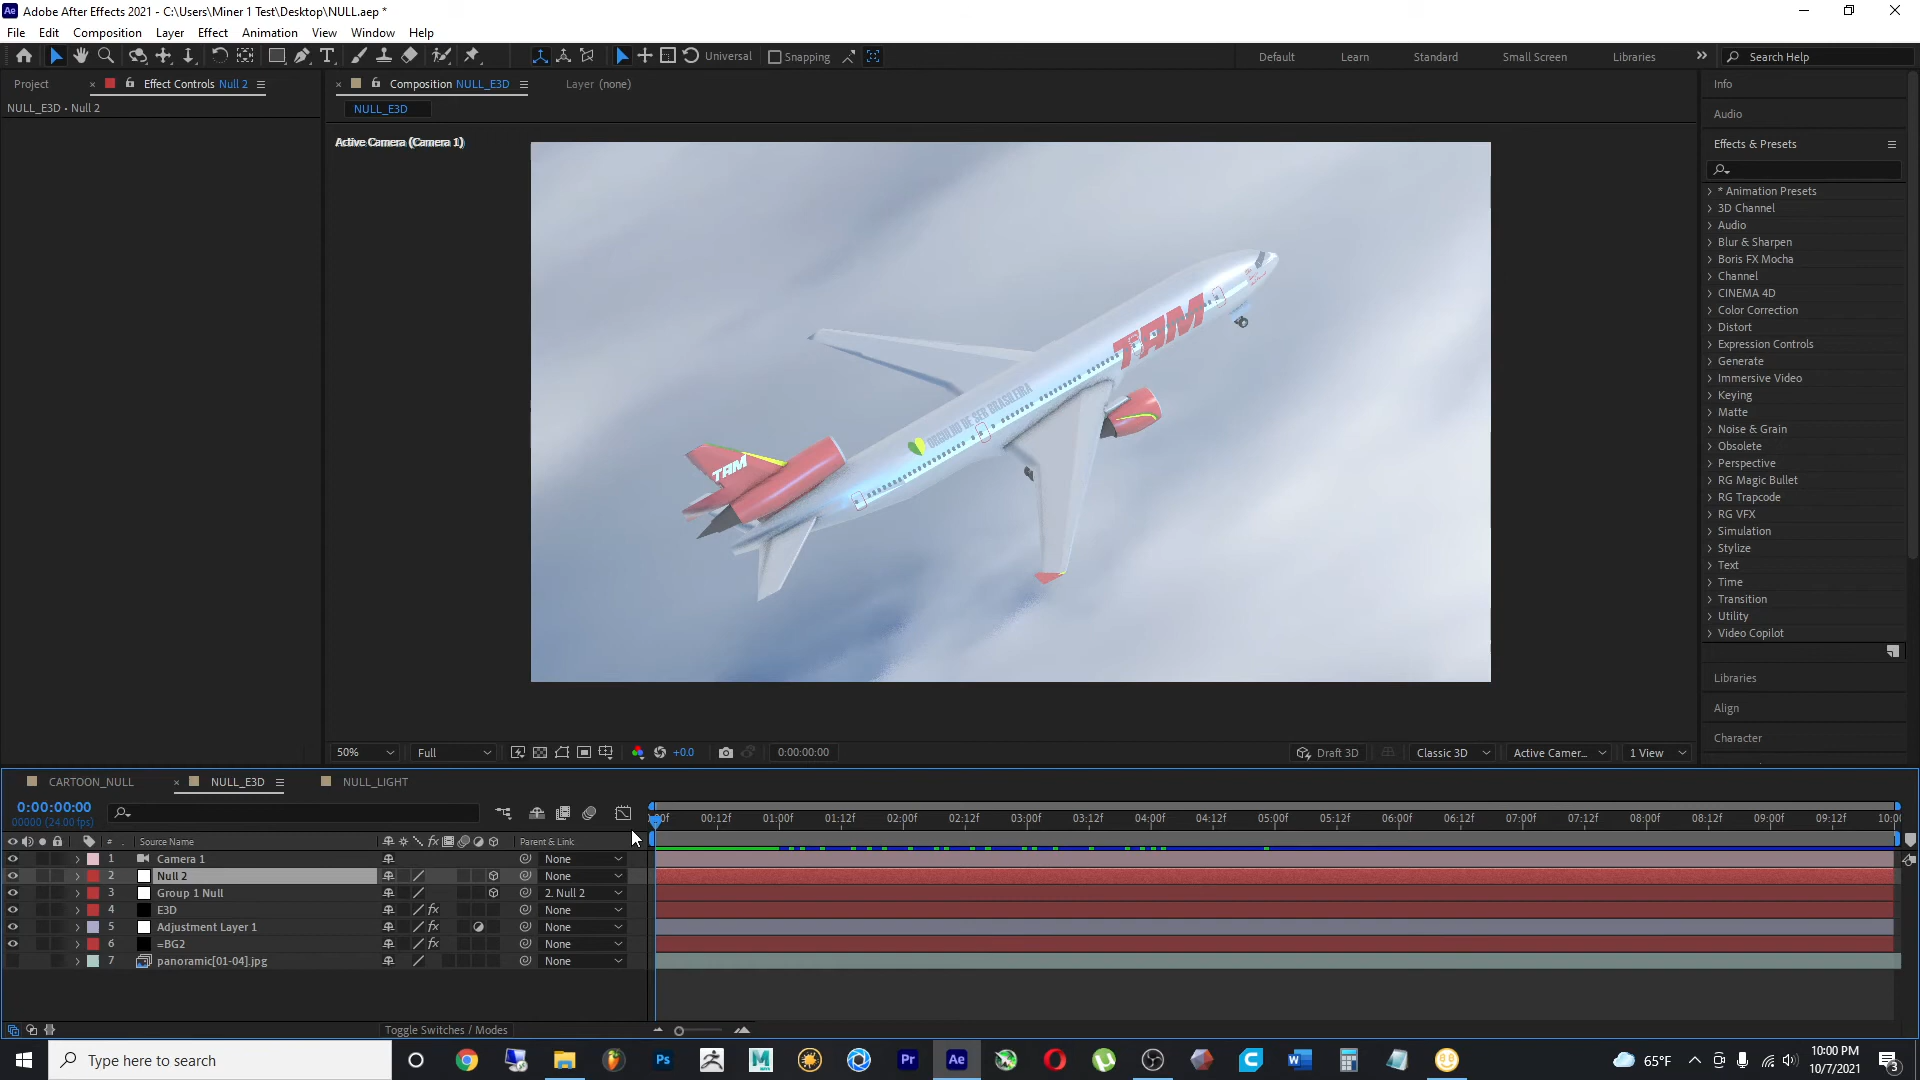 Adobe After Effects 2021 - C:\Users\Miner 1 Test\Desktop\NULL.aep *
File Edit Composition Layer Effect Animation View Window Help
Universal Snapping Default Learn Standard Small Screen Libraries Search Help
Project Effect Controls Null 2 Composition NULL_E3D Layer (none) Info
NULL_E3D • Null 2 NULL_E3D
Audio
Active Camera (Camera 1)
Effects & Presets
* Animation Presets
3D Channel
Audio
Blur & Sharpen
Boris FX Mocha
Channel
CINEMA 4D
Color Correction
Distort
Expression Controls
Generate
Immersive Video
Keying
Matte
Noise & Grain
Obsolete
Perspective
RG Magic Bullet
RG Trapcode
RG VFX
Simulation
Stylize
Text
Time
Transition
Utility
Video Copilot
Libraries
Align
Character
TAM
ORGULHO DE SER BRASILEIRA
TAM
50% Full +0.0 0:00:00:00 Draft 3D Classic 3D Active Camer... 1 View
CARTOON_NULL NULL_E3D NULL_LIGHT
0:00:00:00
00000 (24.00 fps)
00:12f 01:00f 01:12f 02:00f 02:12f 03:00f 03:12f 04:00f 04:12f 05:00f 05:12f 06:00f 06:12f 07:00f 07:12f 08:00f 08:12f 09:00f 09:12f 10:00
# Source Name Parent & Link
1 Camera 1 None
2 Null 2 None
3 Group 1 Null 2. Null 2
4 E3D None
5 Adjustment Layer 1 None
6 =BG2 None
7 panoramic[01-04].jpg None
Toggle Switches / Modes
Type here to search
65°F
10:00 PM
10/7/2021
3